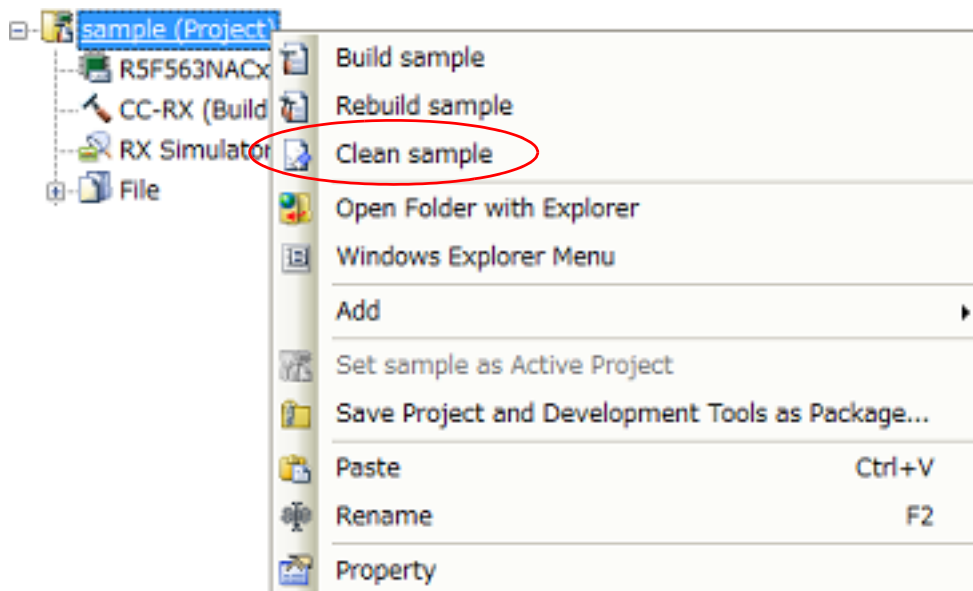 sample (Project)
R5F563NACx
CC-RX (Build
RX Simulator
File
Build sample
Rebuild sample
Clean sample
Open Folder with Explorer
Windows Explorer Menu
Add
Set sample as Active Project
Save Project and Development Tools as Package...
Paste Ctrl+V
Rename F2
Property